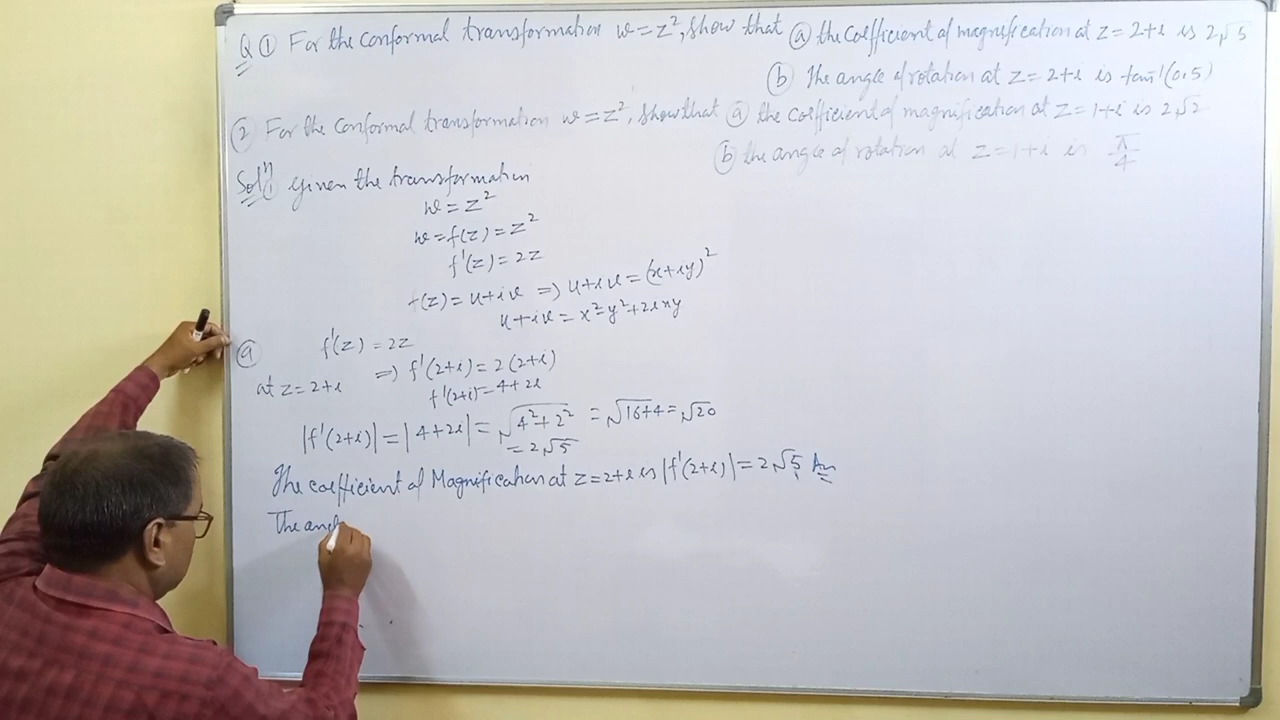 Q ① For the conformal transformation w = z², show that ⓐ the coefficient of magnification at z = 2+i is 2√5
ⓑ The angle of rotation at z = 2+i is tan⁻¹(0.5)
② For the conformal transformation w = z², show that ⓐ the coefficient of magnification at z = 1+i is 2√2
ⓑ the angle of rotation at z = 1+i is π/4
Solⁿ① Given the transformation
w = z²
w = f(z) = z²
f'(z) = 2z
f(z) = u+iv ⇒ u+iv = (x+iy)²
u+iv = x²-y²+2ixy
ⓐ f'(z) = 2z
at z = 2+i ⇒ f'(2+i) = 2(2+i)
f'(2+i) = 4+2i
|f'(2+i)| = |4+2i| = √4²+2² = √16+4 = √20
= 2√5
The coefficient of Magnification at z = 2+i is |f'(2+i)| = 2√5 Ans
The angl